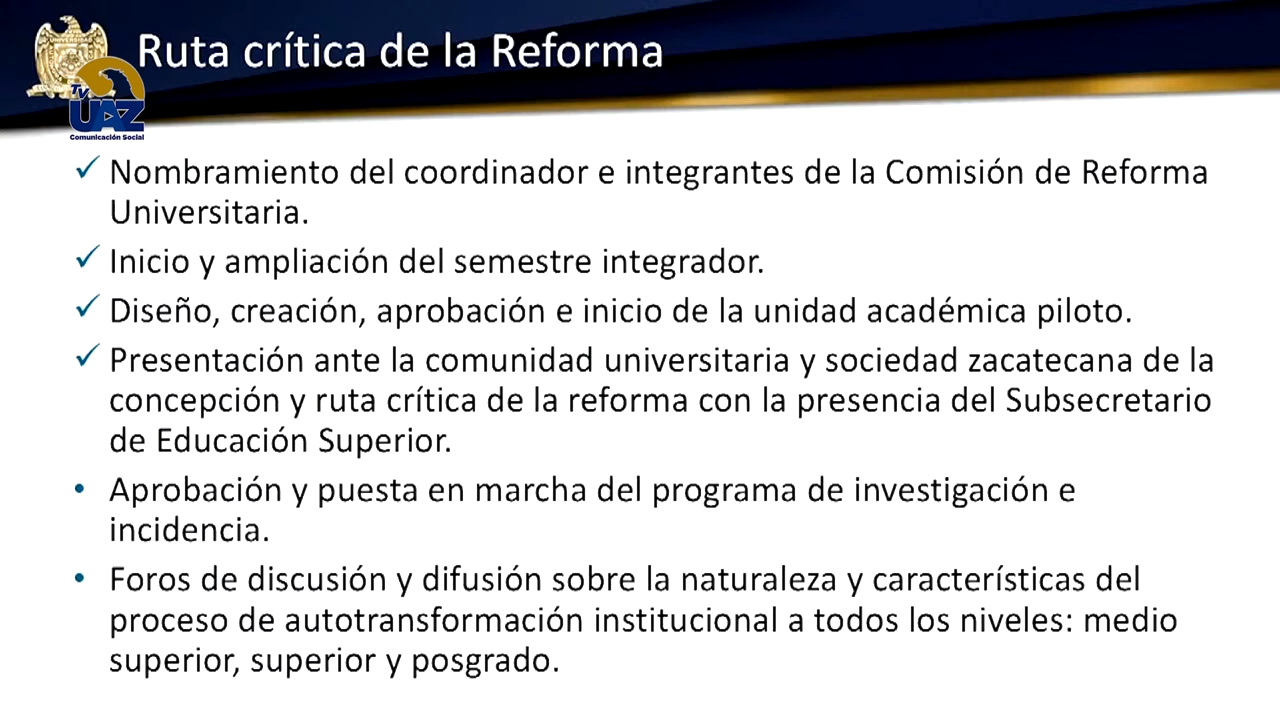 Ruta crítica de la Reforma
Tv
UAZ
Comunicación Social
Nombramiento del coordinador e integrantes de la Comisión de Reforma
Universitaria.
Inicio y ampliación del semestre integrador.
Diseño, creación, aprobación e inicio de la unidad académica piloto.
Presentación ante la comunidad universitaria y sociedad zacatecana de la
concepción y ruta crítica de la reforma con la presencia del Subsecretario
de Educación Superior.
Aprobación y puesta en marcha del programa de investigación e
incidencia.
Foros de discusión y difusión sobre la naturaleza y características del
proceso de autotransformación institucional a todos los niveles: medio
superior, superior y posgrado.